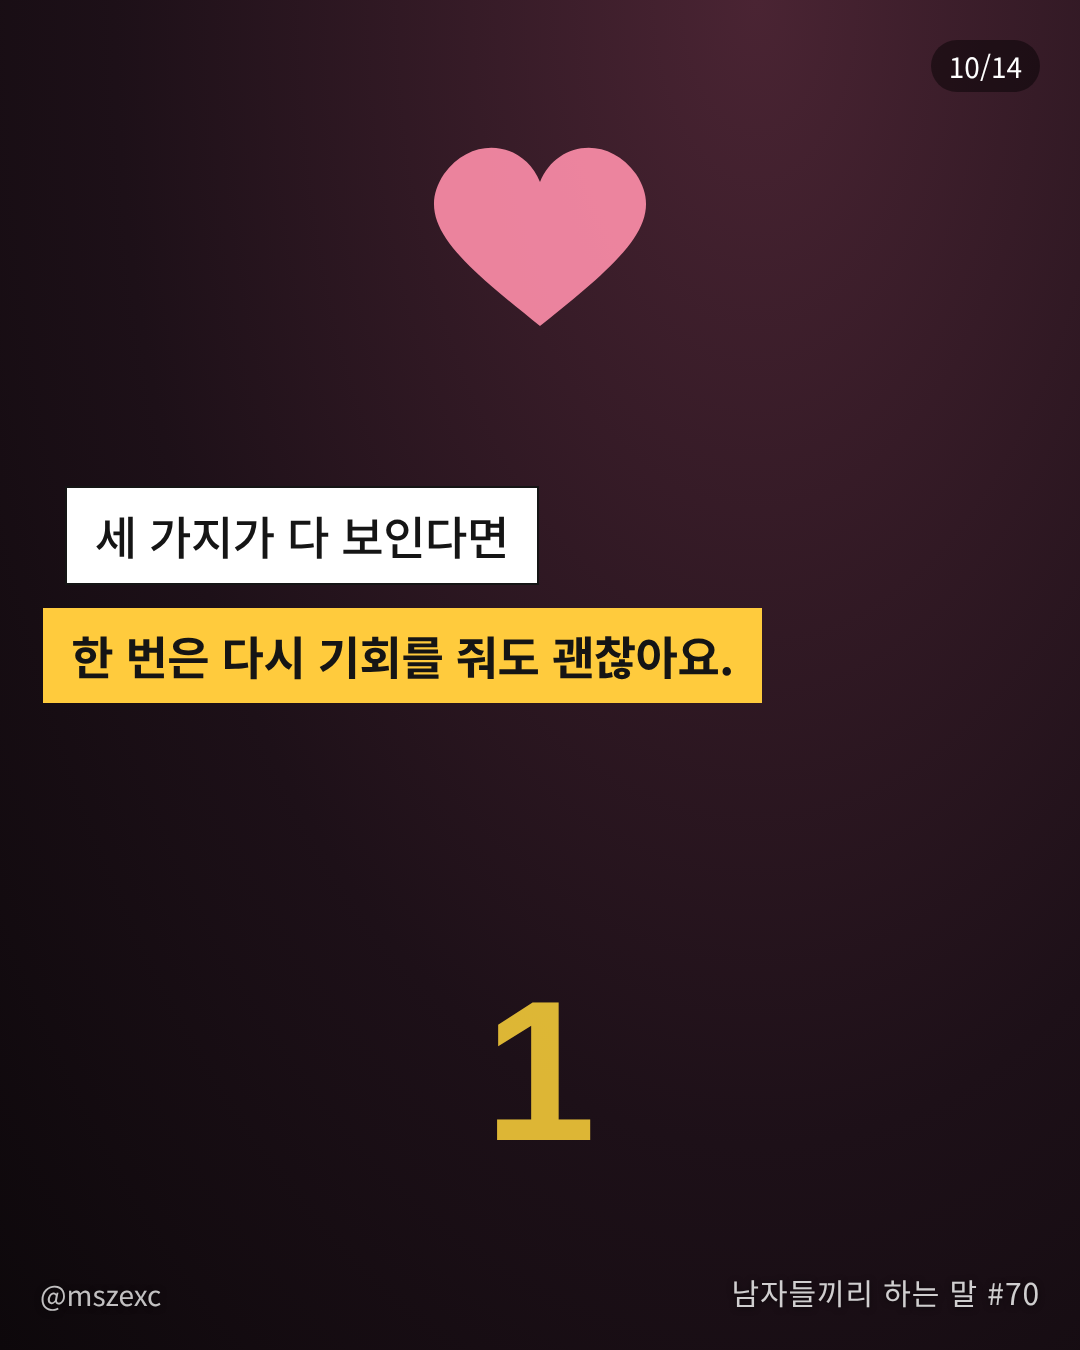 10/14
세 가지가 다 보인다면
한 번은 다시 기회를 줘도 괜찮아요.
1
@mszexc
남자들끼리 하는 말 #70